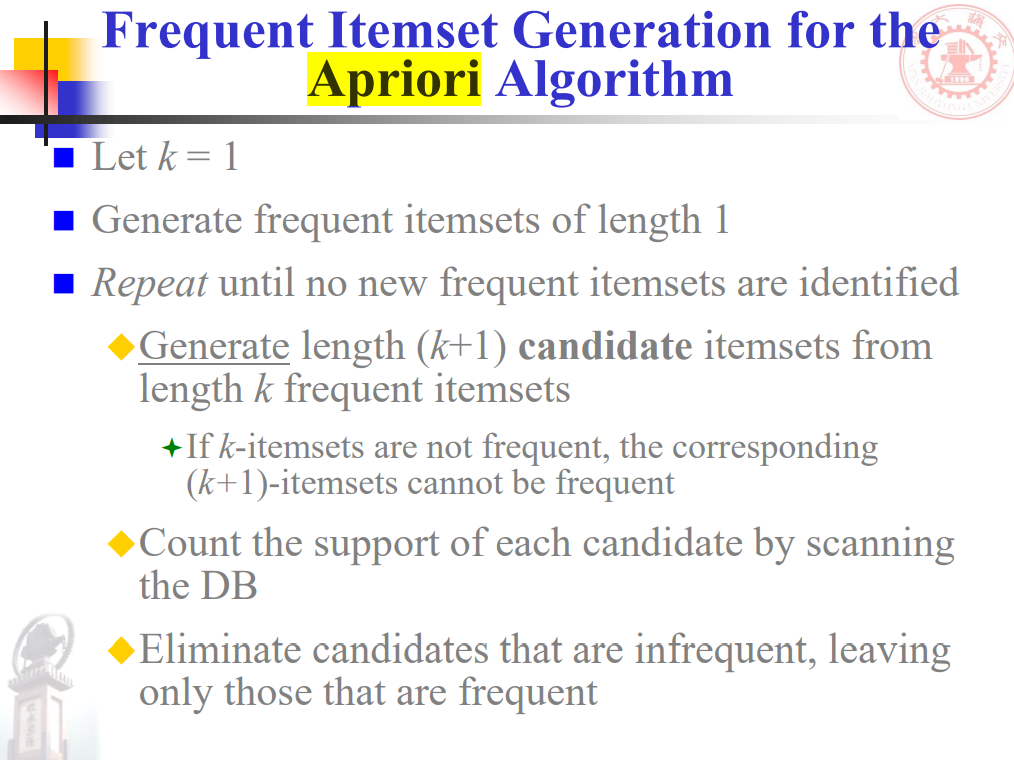 Frequent Itemset Generation for the
Apriori Algorithm
Let k = 1
Generate frequent itemsets of length 1
Repeat until no new frequent itemsets are identified
Generate length (k+1) candidate itemsets from
length k frequent itemsets
If k-itemsets are not frequent, the corresponding
(k+1)-itemsets cannot be frequent
Count the support of each candidate by scanning
the DB
Eliminate candidates that are infrequent, leaving
only those that are frequent